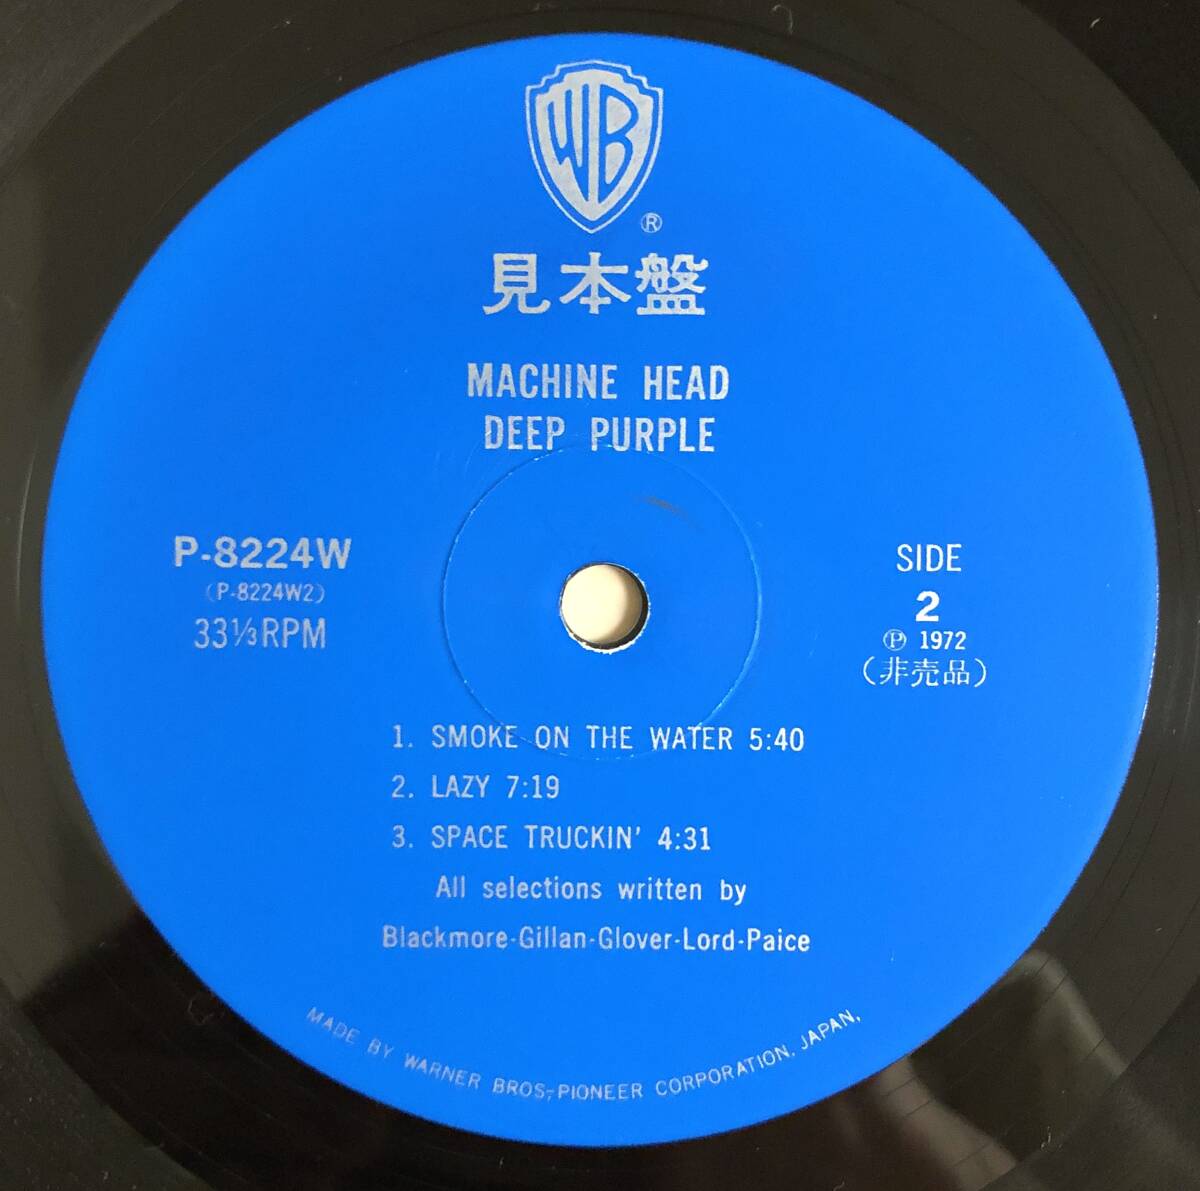 WB
®
見本盤
MACHINE HEAD
DEEP PURPLE
P-8224W
(P-8224W2)
33⅓RPM
SIDE
2
Ⓟ 1972
(非売品)
1. SMOKE ON THE WATER 5:40
2. LAZY 7:19
3. SPACE TRUCKIN' 4:31
All selections written by
Blackmore-Gillan-Glover-Lord-Paice
MADE BY WARNER BROS,-PIONEER CORPORATION. JAPAN,